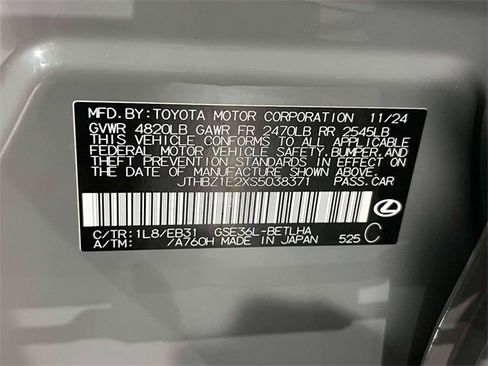 MFD. BY: TOYOTA MOTOR CORPORATION 11/24
GVWR 4820LB GAWR FR 2470LB RR 2545LB
THIS VEHICLE CONFORMS TO ALL APPLICABLE
FEDERAL MOTOR VEHICLE SAFETY, BUMPER, AND
THEFT PREVENTION STANDARDS IN EFFECT ON
THE DATE OF MANUFACTURE SHOWN ABOVE.
JTHBZ1E2XS5038371 PASS.CAR
C/TR: 1L8/EB31 GSE36L-BETLHA
A/TM: /A760H MADE IN JAPAN 525 C